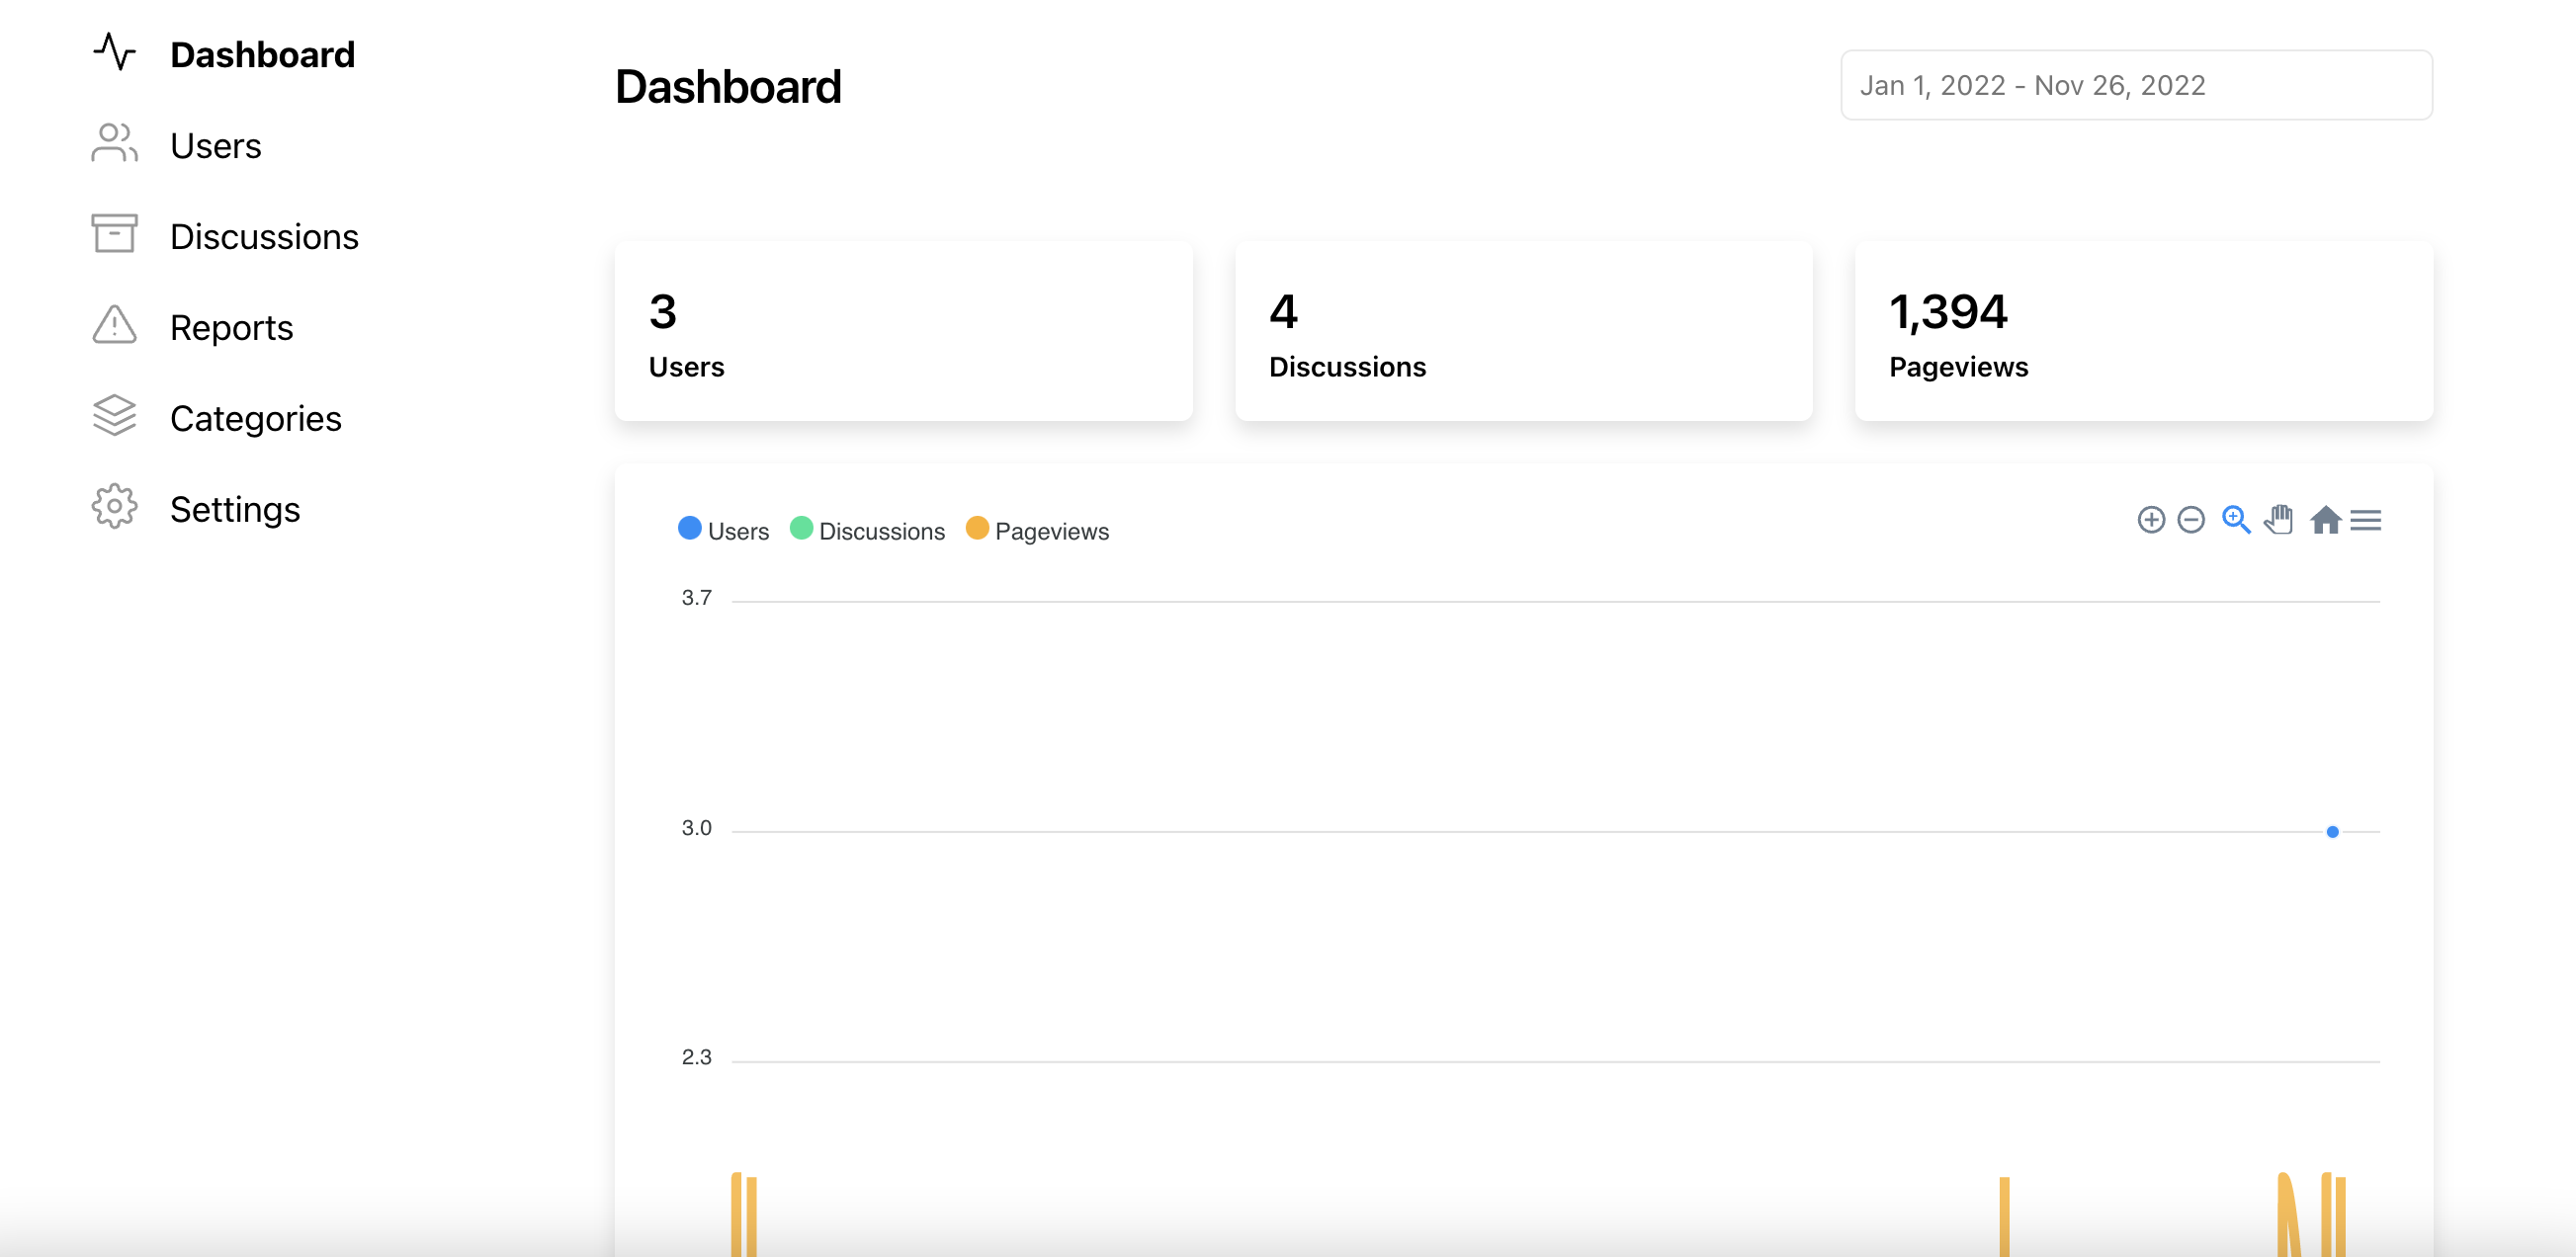 Dashboard
Users
Discussions
Reports
Categories
Settings
Dashboard
Jan 1, 2022 - Nov 26, 2022
3
Users
4
Discussions
1,394
Pageviews
Users Discussions Pageviews
3.7
3.0
2.3